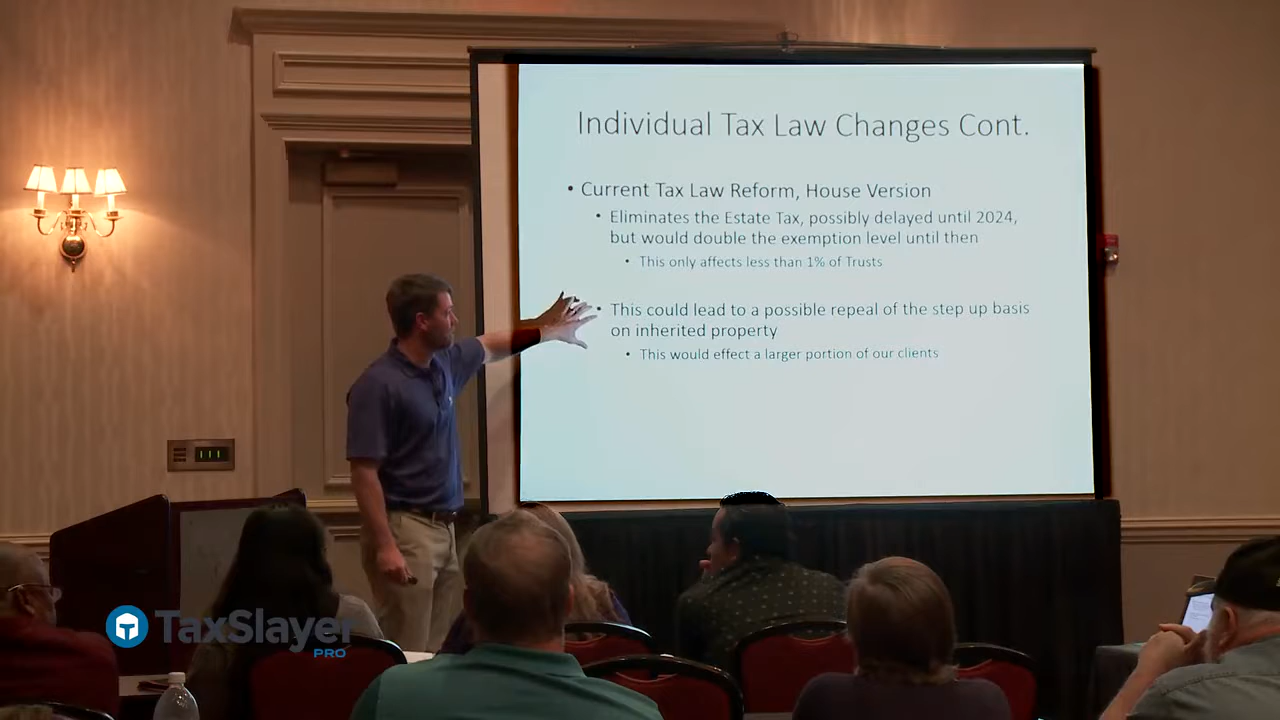 Individual Tax Law Changes Cont.
• Current Tax Law Reform, House Version
• Eliminates the Estate Tax, possibly delayed until 2024,
but would double the exemption level until then
• This only affects less than 1% of Trusts
• This could lead to a possible repeal of the step up basis
on inherited property
• This would effect a larger portion of our clients
TaxSlayer
PRO